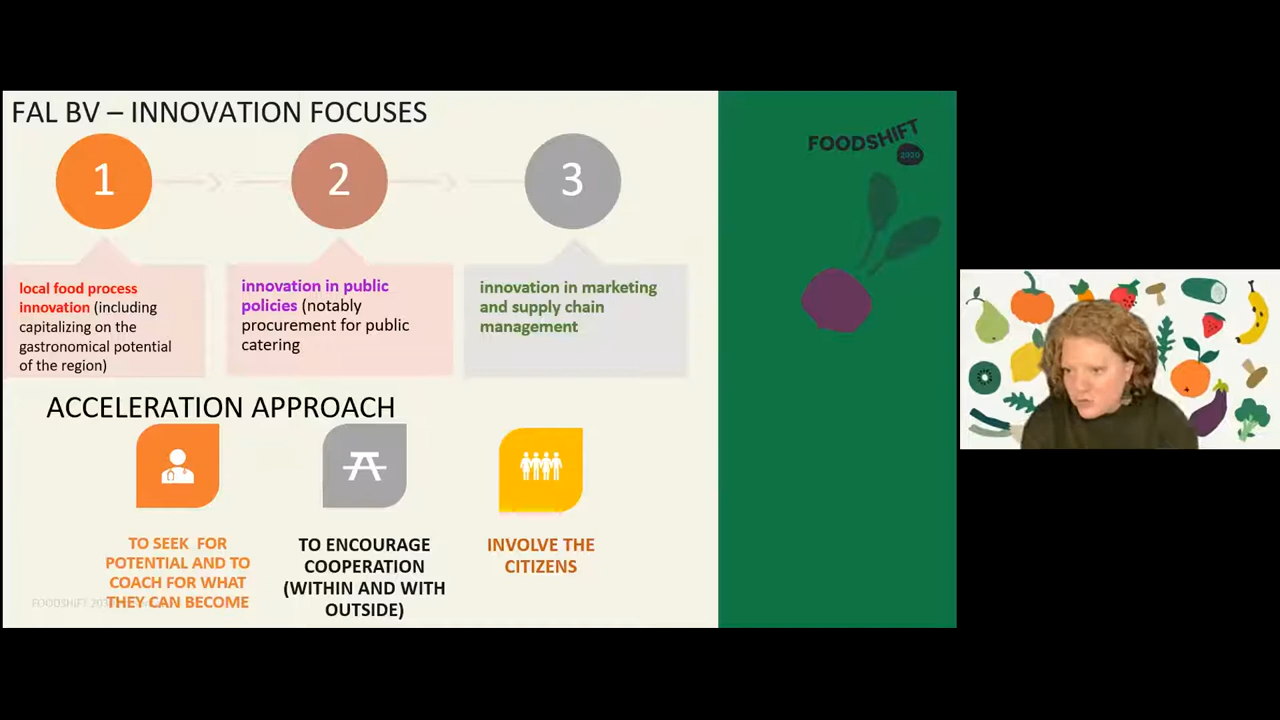 FAL BV – INNOVATION FOCUSES
FOODSHIFT
2030
1
2
3
local food process
innovation (including
capitalizing on the
gastronomical potential
of the region)
innovation in public
policies (notably
procurement for public
catering
innovation in marketing
and supply chain
management
ACCELERATION APPROACH
TO SEEK FOR
POTENTIAL AND TO
COACH FOR WHAT
THEY CAN BECOME
TO ENCOURAGE
COOPERATION
(WITHIN AND WITH
OUTSIDE)
INVOLVE THE
CITIZENS
FOODSHIFT